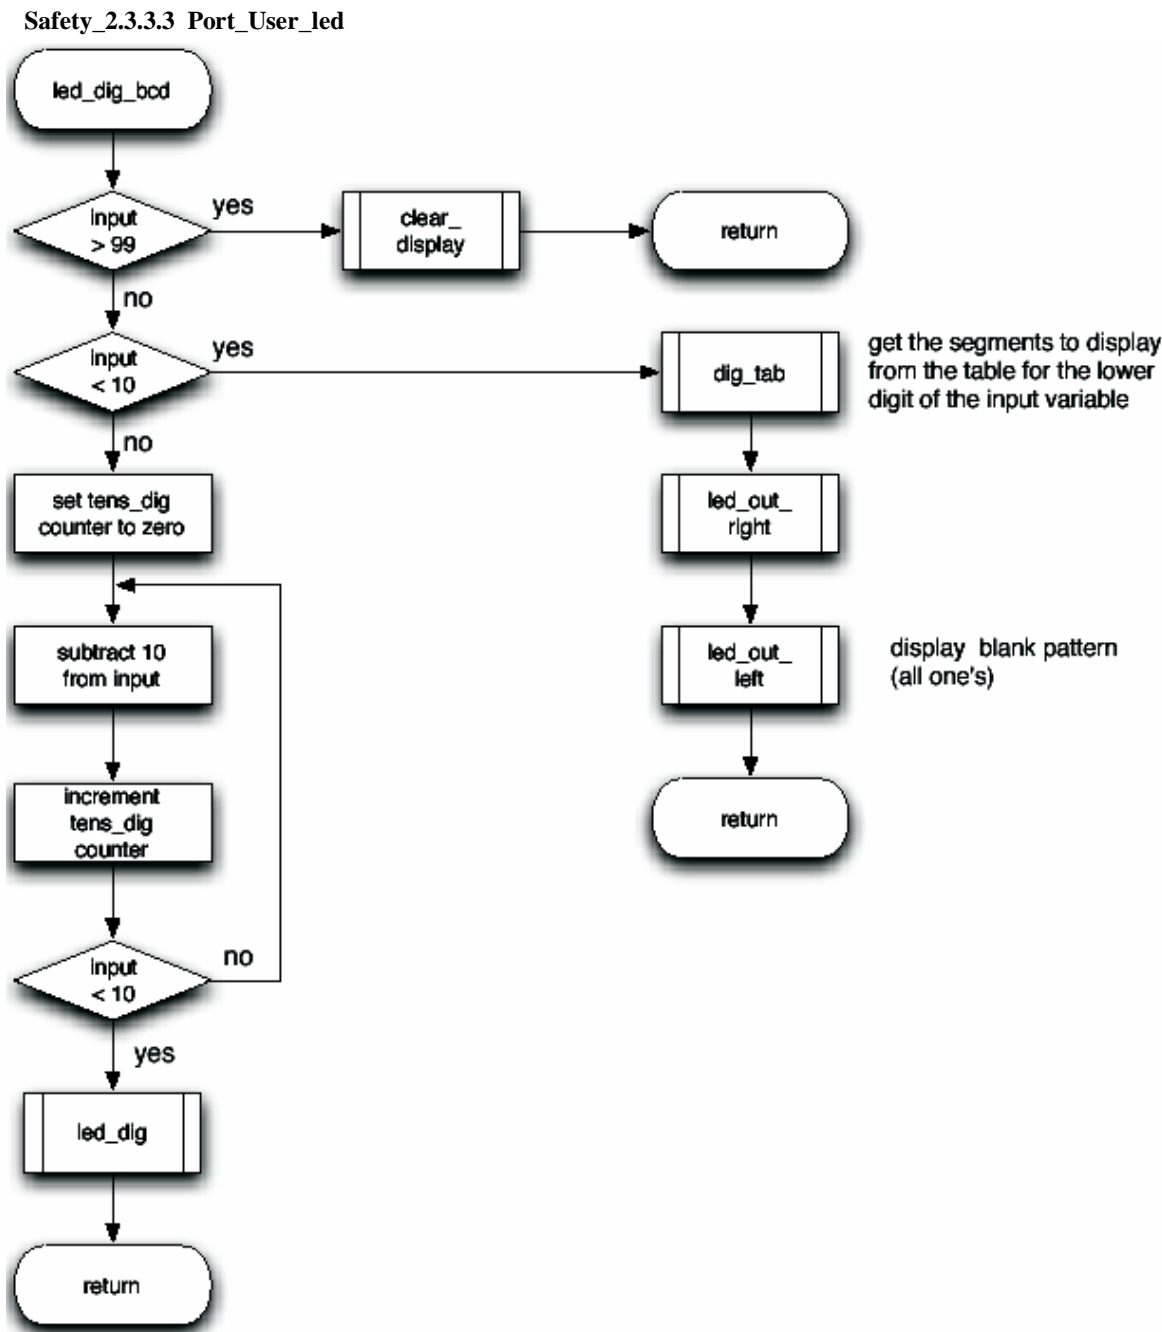 Safety_2.3.3.3 Port_User_led
led_dig_bcd
input
> 99
yes
clear_
display
return
no
input
< 10
yes
dig_tab
get the segments to display
from the table for the lower
digit of the input variable
no
set tens_dig
counter to zero
led_out_
right
subtract 10
from input
led_out_
left
display blank pattern
(all one's)
increment
tens_dig
counter
return
input
< 10
no
yes
led_dig
return